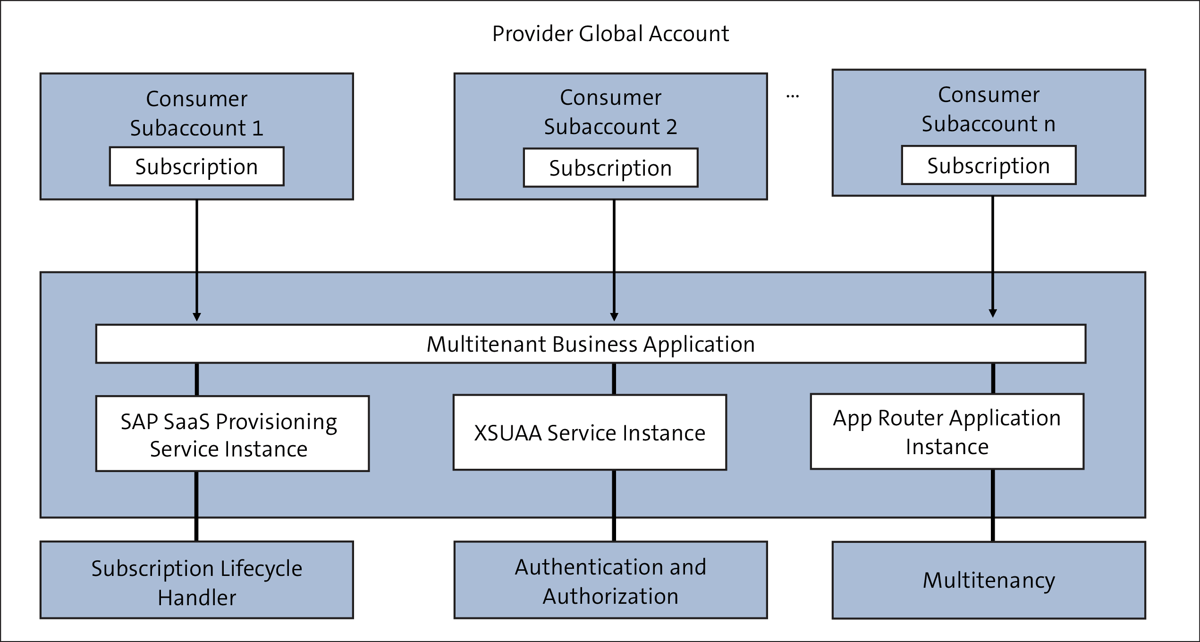 Provider Global Account
Consumer
Subaccount 1
Subscription
Consumer
Subaccount 2
Subscription
...
Consumer
Subaccount n
Subscription
Multitenant Business Application
SAP SaaS Provisioning
Service Instance
XSUAA Service Instance
App Router Application
Instance
Subscription Lifecycle
Handler
Authentication and
Authorization
Multitenancy